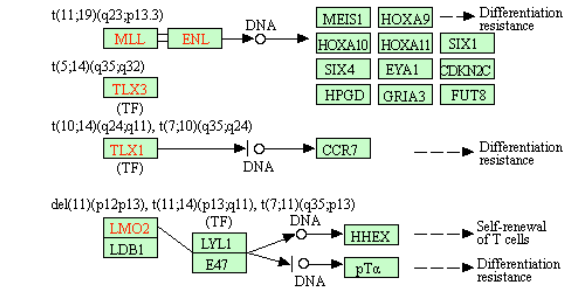 t(11;19)(q23;p13.3)
MLL ENL DNA MEIS1 HOXA9 Differentiation resistance
HOXA10 HOXA11 SIX1
t(5;14)(q35;q32)
SIX4 EYA1 CDKN2C
TLX3
(TF)
HPGD GRIA3 FUT8
t(10;14)(q24;q11), t(7;10)(q35;q24)
TLX1 DNA CCR7 Differentiation resistance
(TF)
del(11)(p12p13), t(11;14)(p13;q11), t(7;11)(q35;p13)
(TF)
LMO2
LDB1
LYL1
E47
DNA
HHEX
Self-renewal
of T cells
DNA
pTα
Differentiation
resistance